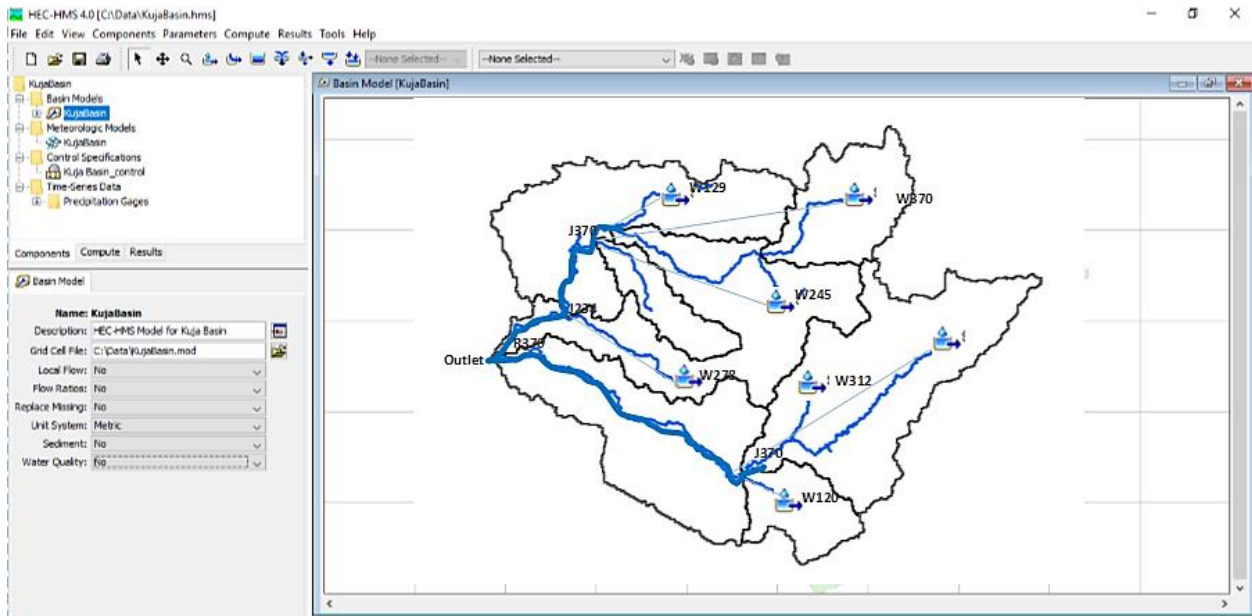 HEC-HMS 4.0 [C:\Data\KujaBasin.hms]
File Edit View Components Parameters Compute Results Tools Help
--None Selected--
--None Selected--
KujaBasin
Basin Models
KujaBasin
Meteorologic Models
KujaBasin
Control Specifications
Kuja Basin_control
Time-Series Data
Precipitation Gages
Components Compute Results
Basin Model
Name: KujaBasin
Description: HEC-HMS Model for Kuja Basin
Grid Cell File: C:\Data\KujaBasin.mod
Local Flow: No
Flow Ratios: No
Replace Missing: No
Unit System: Metric
Sediment: No
Water Quality: No
Basin Model [KujaBasin]
W129
W370
J370
W245
J234
R379
Outlet
W278
W312
J370
W120